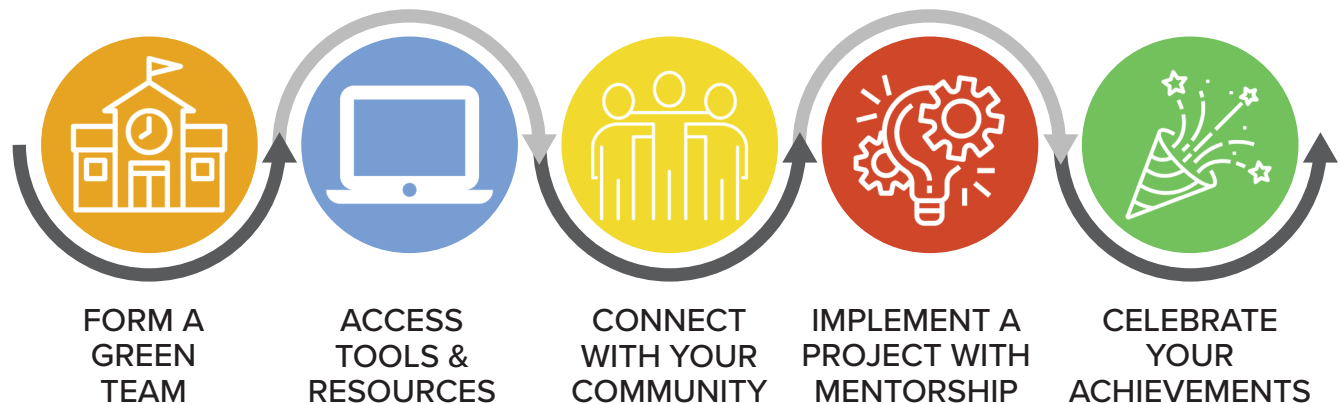 FORM A
GREEN
TEAM
ACCESS
TOOLS &
RESOURCES
CONNECT
WITH YOUR
COMMUNITY
IMPLEMENT A
PROJECT WITH
MENTORSHIP
CELEBRATE
YOUR
ACHIEVEMENTS